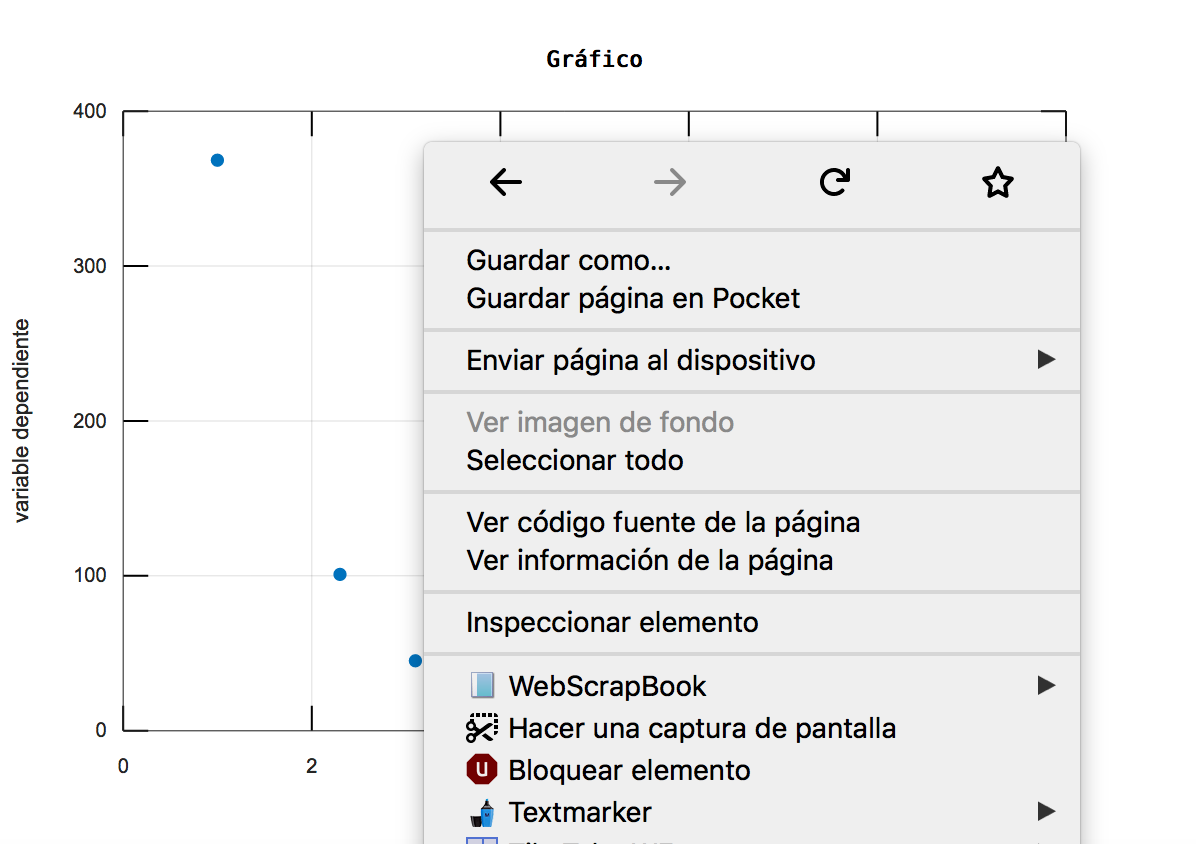 Gráfico
400
300
200
100
0
variable dependiente
0
2
Guardar como...
Guardar página en Pocket
Enviar página al dispositivo
Ver imagen de fondo
Seleccionar todo
Ver código fuente de la página
Ver información de la página
Inspeccionar elemento
WebScrapBook
Hacer una captura de pantalla
Bloquear elemento
Textmarker